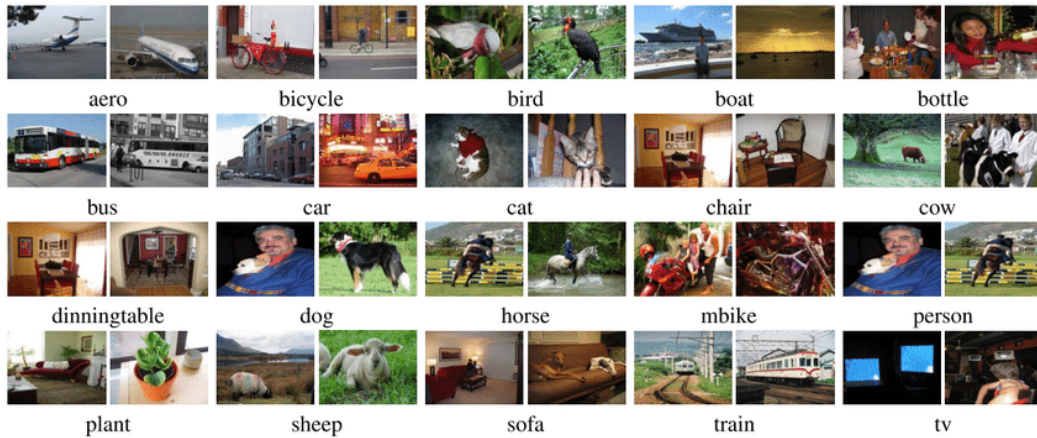 aero bicycle bird boat bottle
bus car cat chair cow
dinningtable dog horse mbike person
plant sheep sofa train tv